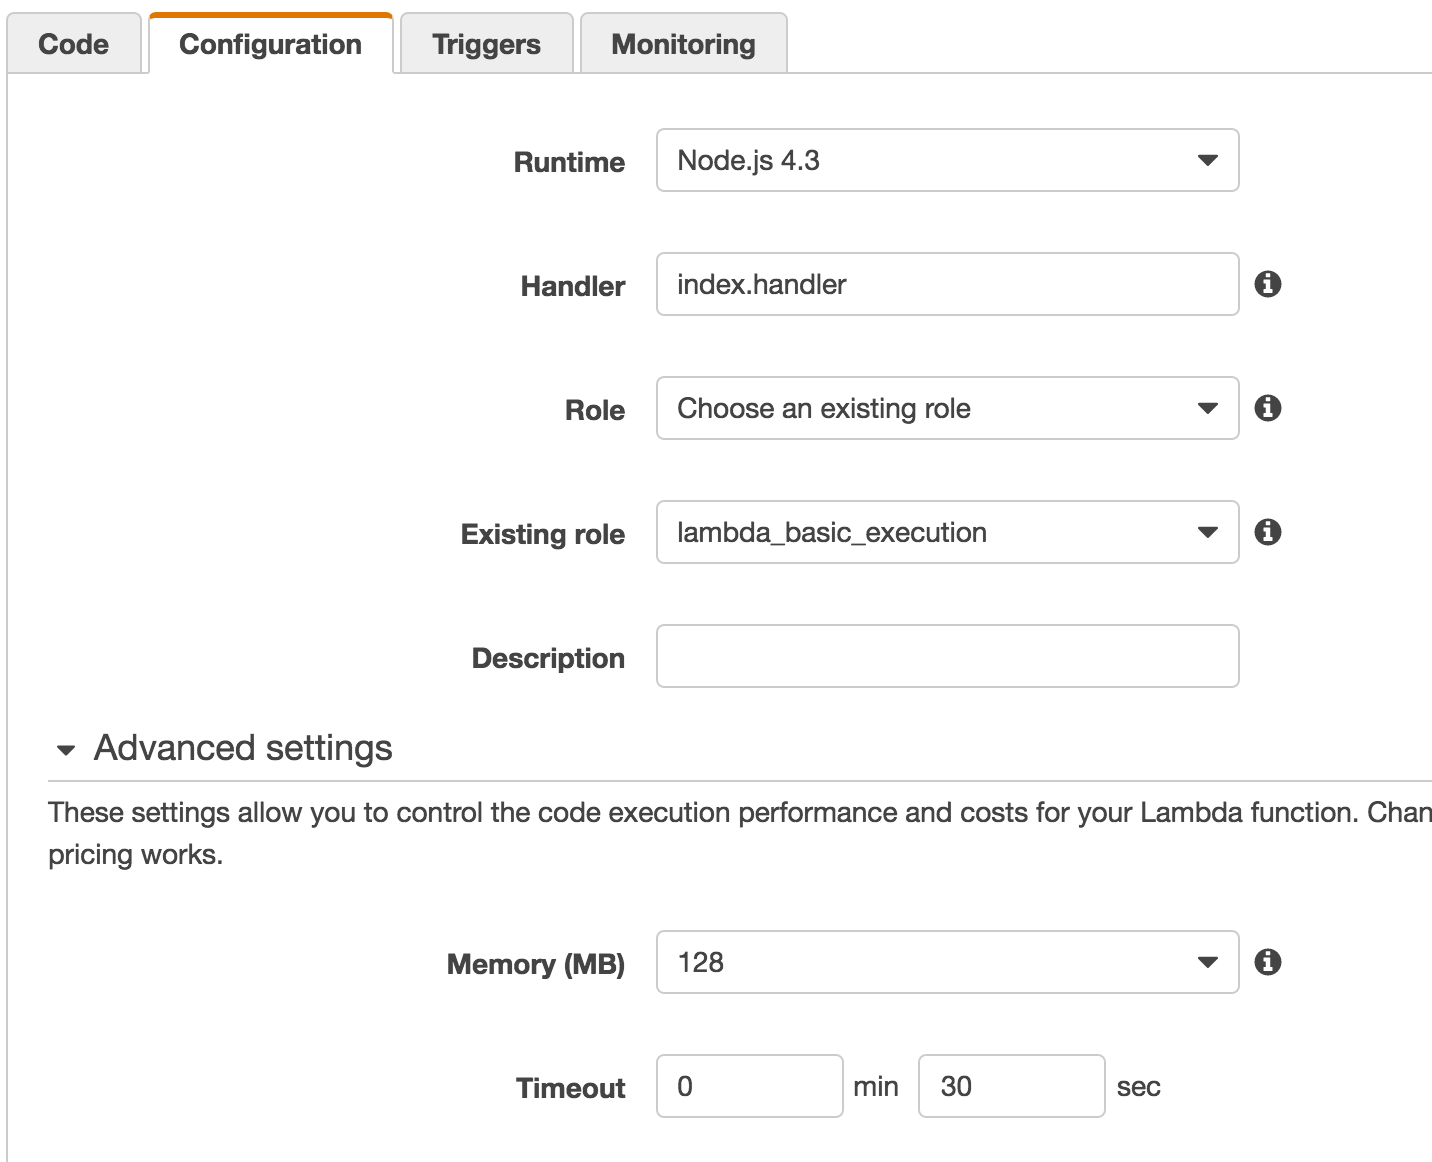 Code Configuration Triggers Monitoring
Runtime Node.js 4.3
Handler index.handler
Role Choose an existing role
Existing role lambda_basic_execution
Description
Advanced settings
These settings allow you to control the code execution performance and costs for your Lambda function. Chan
pricing works.
Memory (MB) 128
Timeout 0 min 30 sec